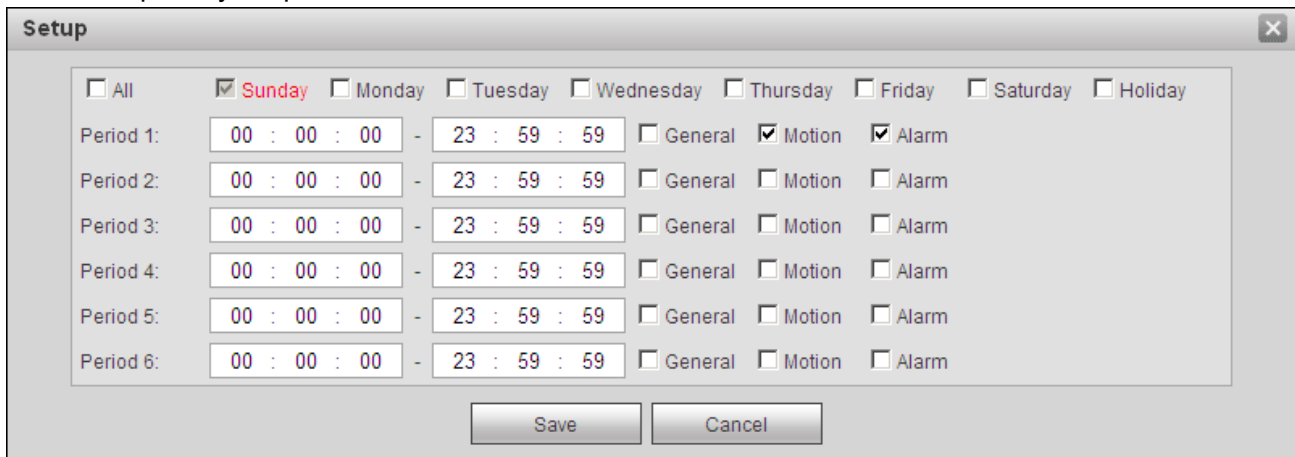 Setup
All Sunday Monday Tuesday Wednesday Thursday Friday Saturday Holiday
Period 1: 00 : 00 : 00 - 23 : 59 : 59 General Motion Alarm
Period 2: 00 : 00 : 00 - 23 : 59 : 59 General Motion Alarm
Period 3: 00 : 00 : 00 - 23 : 59 : 59 General Motion Alarm
Period 4: 00 : 00 : 00 - 23 : 59 : 59 General Motion Alarm
Period 5: 00 : 00 : 00 - 23 : 59 : 59 General Motion Alarm
Period 6: 00 : 00 : 00 - 23 : 59 : 59 General Motion Alarm
Save Cancel